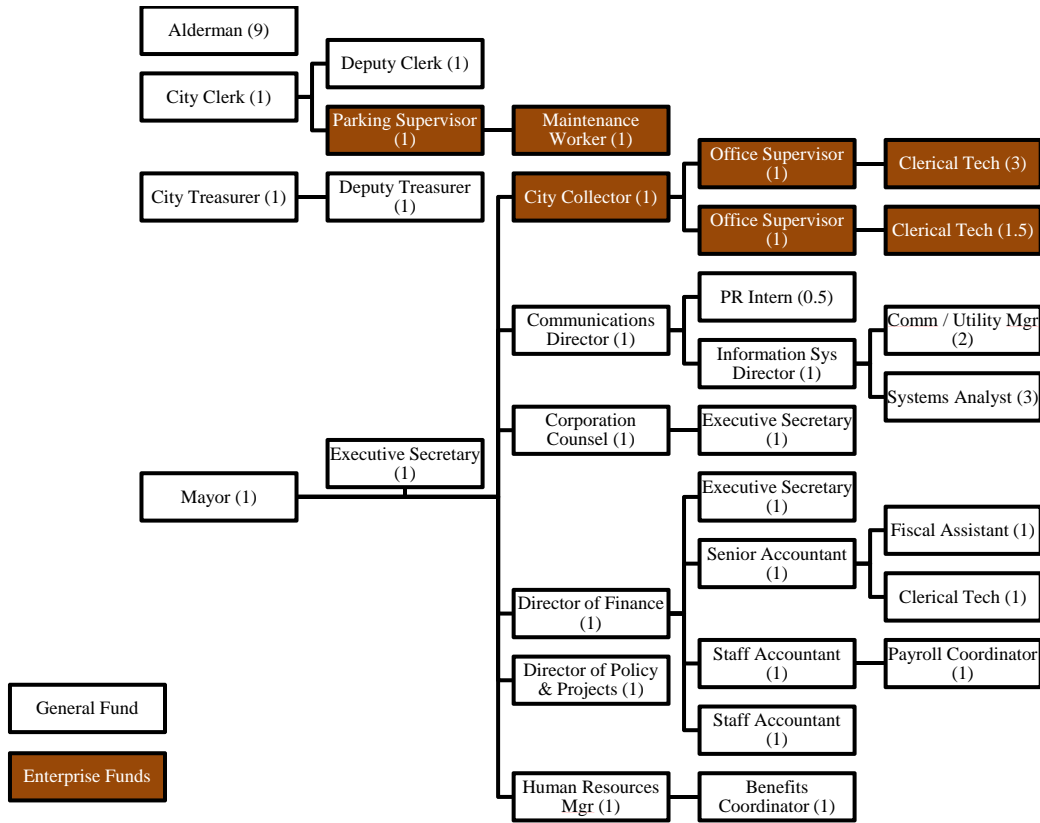 Alderman (9)
City Clerk (1)
Deputy Clerk (1)
Parking Supervisor
(1)
Maintenance
Worker (1)
City Treasurer (1)
Deputy Treasurer
(1)
Mayor (1)
Executive Secretary
(1)
City Collector (1)
Office Supervisor
(1)
Clerical Tech (3)
Office Supervisor
(1)
Clerical Tech (1.5)
Communications
Director (1)
PR Intern (0.5)
Information Sys
Director (1)
Comm / Utility Mgr
(2)
Systems Analyst (3)
Corporation
Counsel (1)
Executive Secretary
(1)
Director of Finance
(1)
Executive Secretary
(1)
Senior Accountant
(1)
Fiscal Assistant (1)
Clerical Tech (1)
Staff Accountant
(1)
Payroll Coordinator
(1)
Staff Accountant
(1)
Director of Policy
& Projects (1)
Human Resources
Mgr (1)
Benefits
Coordinator (1)
General Fund
Enterprise Funds